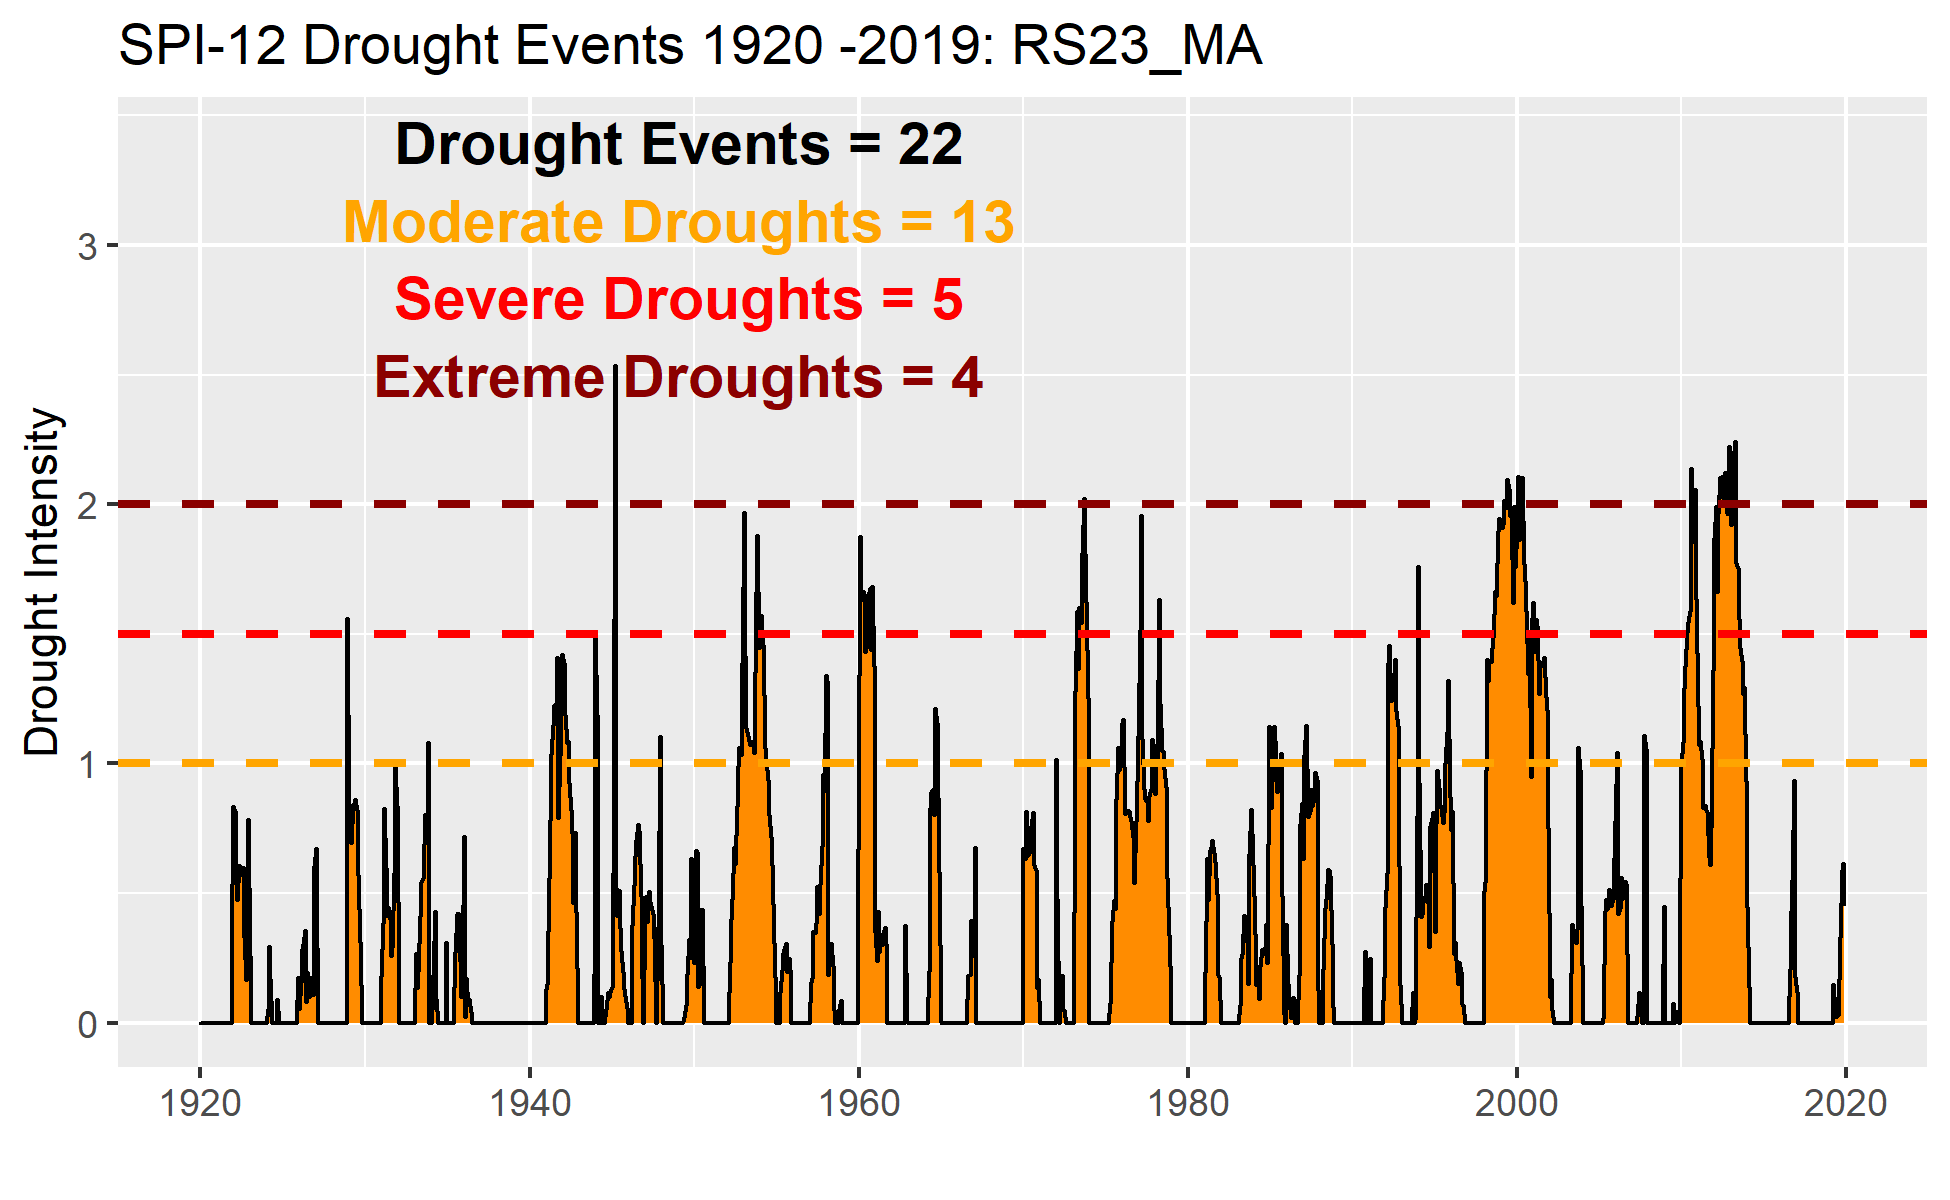 SPI-12 Drought Events 1920 -2019: RS23_MA
Drought Events = 22
Moderate Droughts = 13
Severe Droughts = 5
Extreme Droughts = 4
Drought Intensity
3
2
1
0
1920 1940 1960 1980 2000 2020